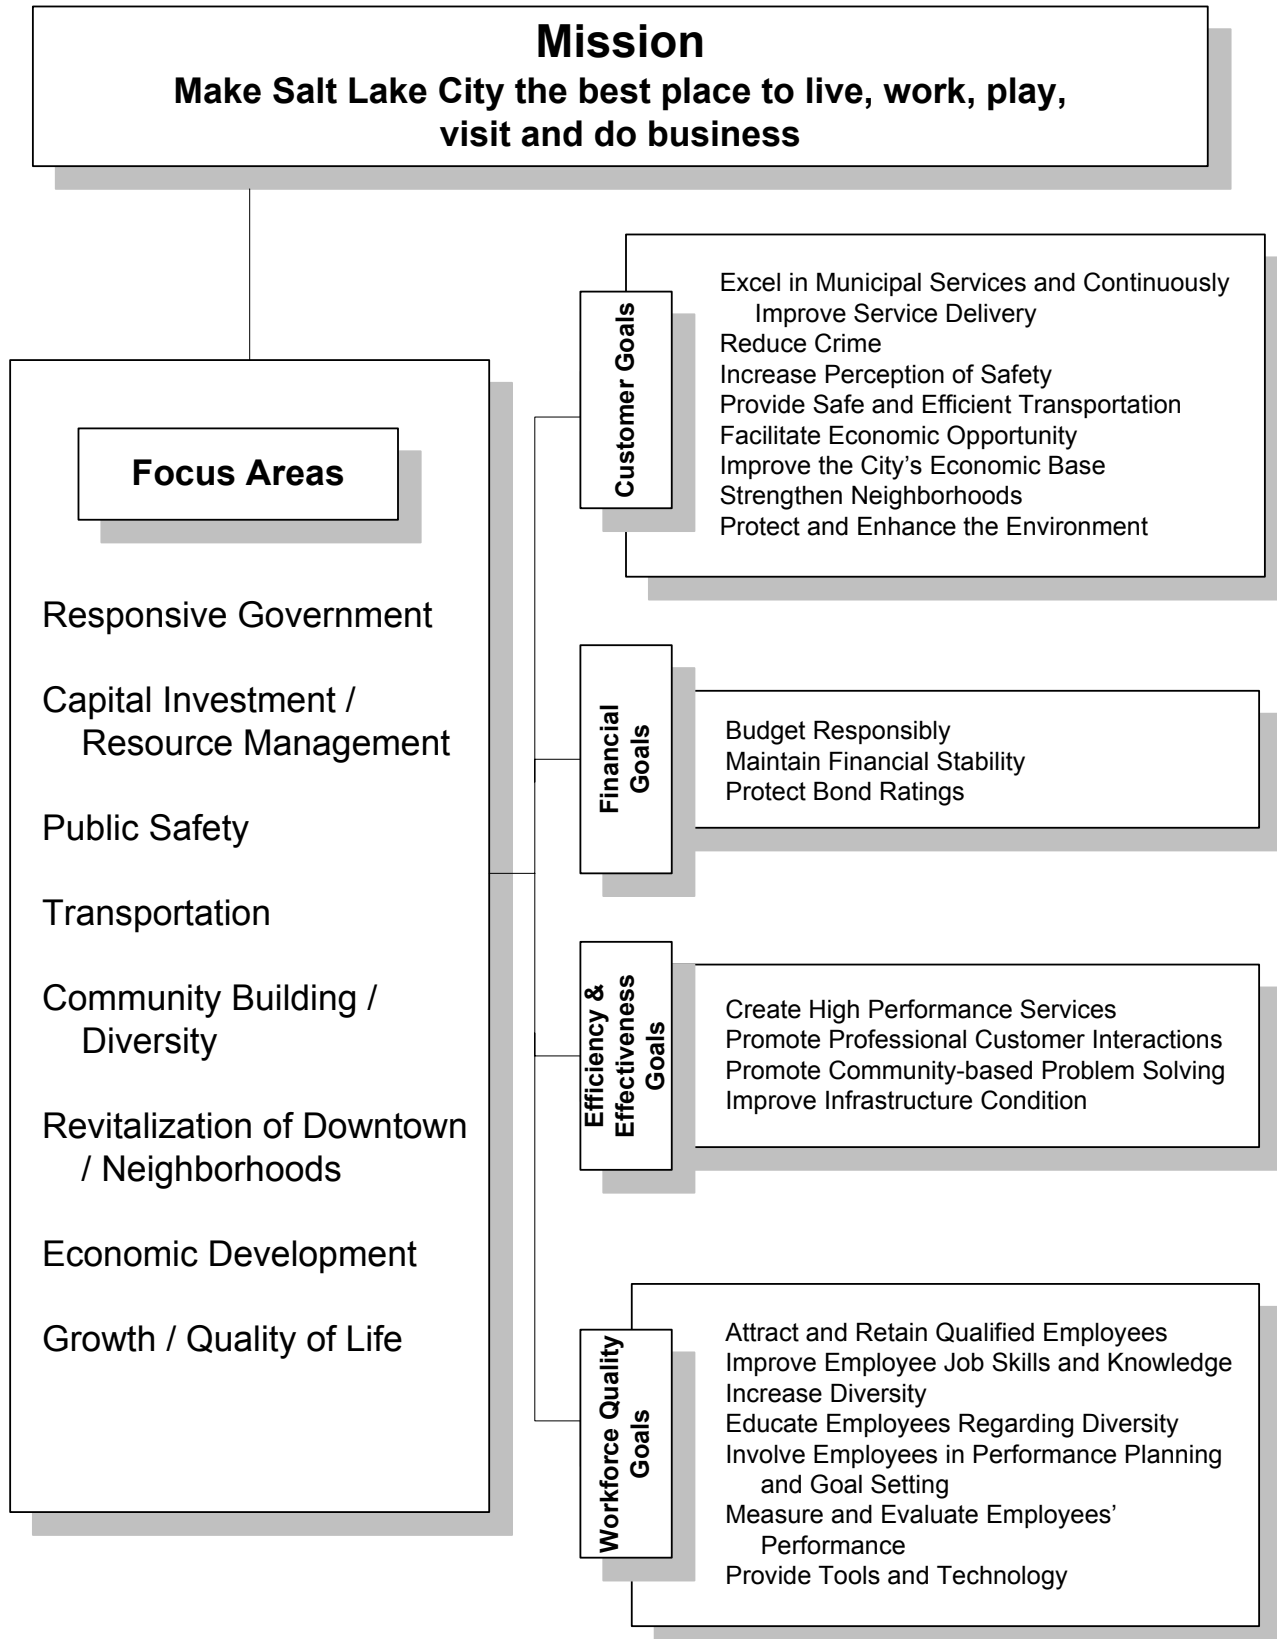 Mission
Make Salt Lake City the best place to live, work, play,
visit and do business
Focus Areas
Responsive Government
Capital Investment /
Resource Management
Public Safety
Transportation
Community Building /
Diversity
Revitalization of Downtown
/ Neighborhoods
Economic Development
Growth / Quality of Life
Customer Goals
Excel in Municipal Services and Continuously
Improve Service Delivery
Reduce Crime
Increase Perception of Safety
Provide Safe and Efficient Transportation
Facilitate Economic Opportunity
Improve the City’s Economic Base
Strengthen Neighborhoods
Protect and Enhance the Environment
Financial
Goals
Budget Responsibly
Maintain Financial Stability
Protect Bond Ratings
Efficiency &
Effectiveness
Goals
Create High Performance Services
Promote Professional Customer Interactions
Promote Community-based Problem Solving
Improve Infrastructure Condition
Workforce Quality
Goals
Attract and Retain Qualified Employees
Improve Employee Job Skills and Knowledge
Increase Diversity
Educate Employees Regarding Diversity
Involve Employees in Performance Planning
and Goal Setting
Measure and Evaluate Employees’
Performance
Provide Tools and Technology